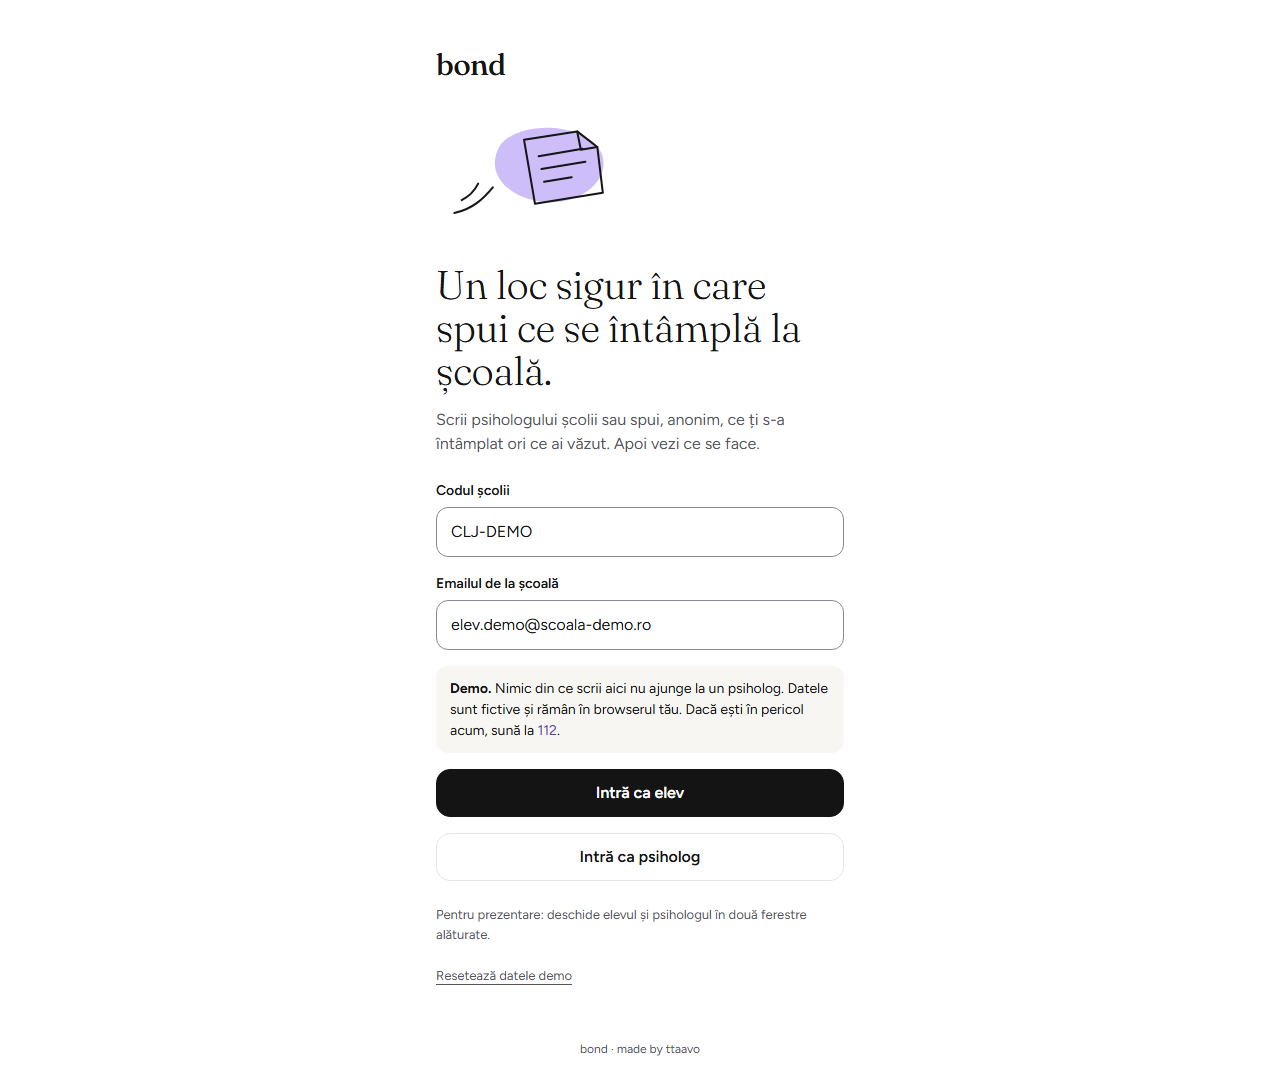 bond
Un loc sigur în care
spui ce se întâmplă la
școală.
Scrii psihologului școlii sau spui, anonim, ce ți s-a
întâmplat ori ce ai văzut. Apoi vezi ce se face.
Codul școlii
CLJ-DEMO
Emailul de la școală
elev.demo@scoala-demo.ro
Demo. Nimic din ce scrii aici nu ajunge la un psiholog. Datele
sunt fictive și rămân în browserul tău. Dacă ești în pericol
acum, sună la 112.
Intră ca elev
Intră ca psiholog
Pentru prezentare: deschide elevul și psihologul în două ferestre
alăturate.
Resetează datele demo
bond · made by ttaavo